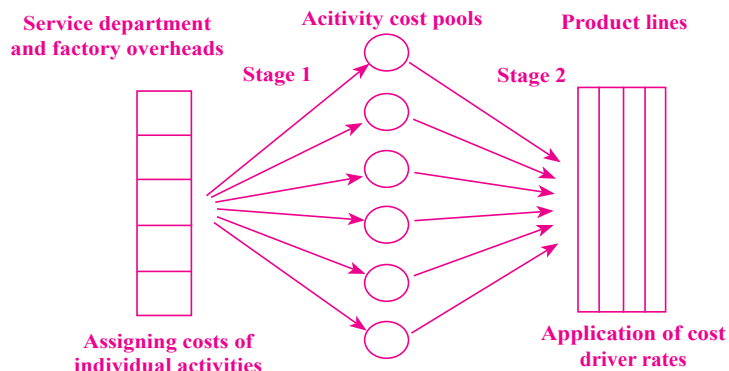 Service department
and factory overheads
Acitivity cost pools
Product lines
Stage 1
Stage 2
Assigning costs of
individual activities
Application of cost
driver rates